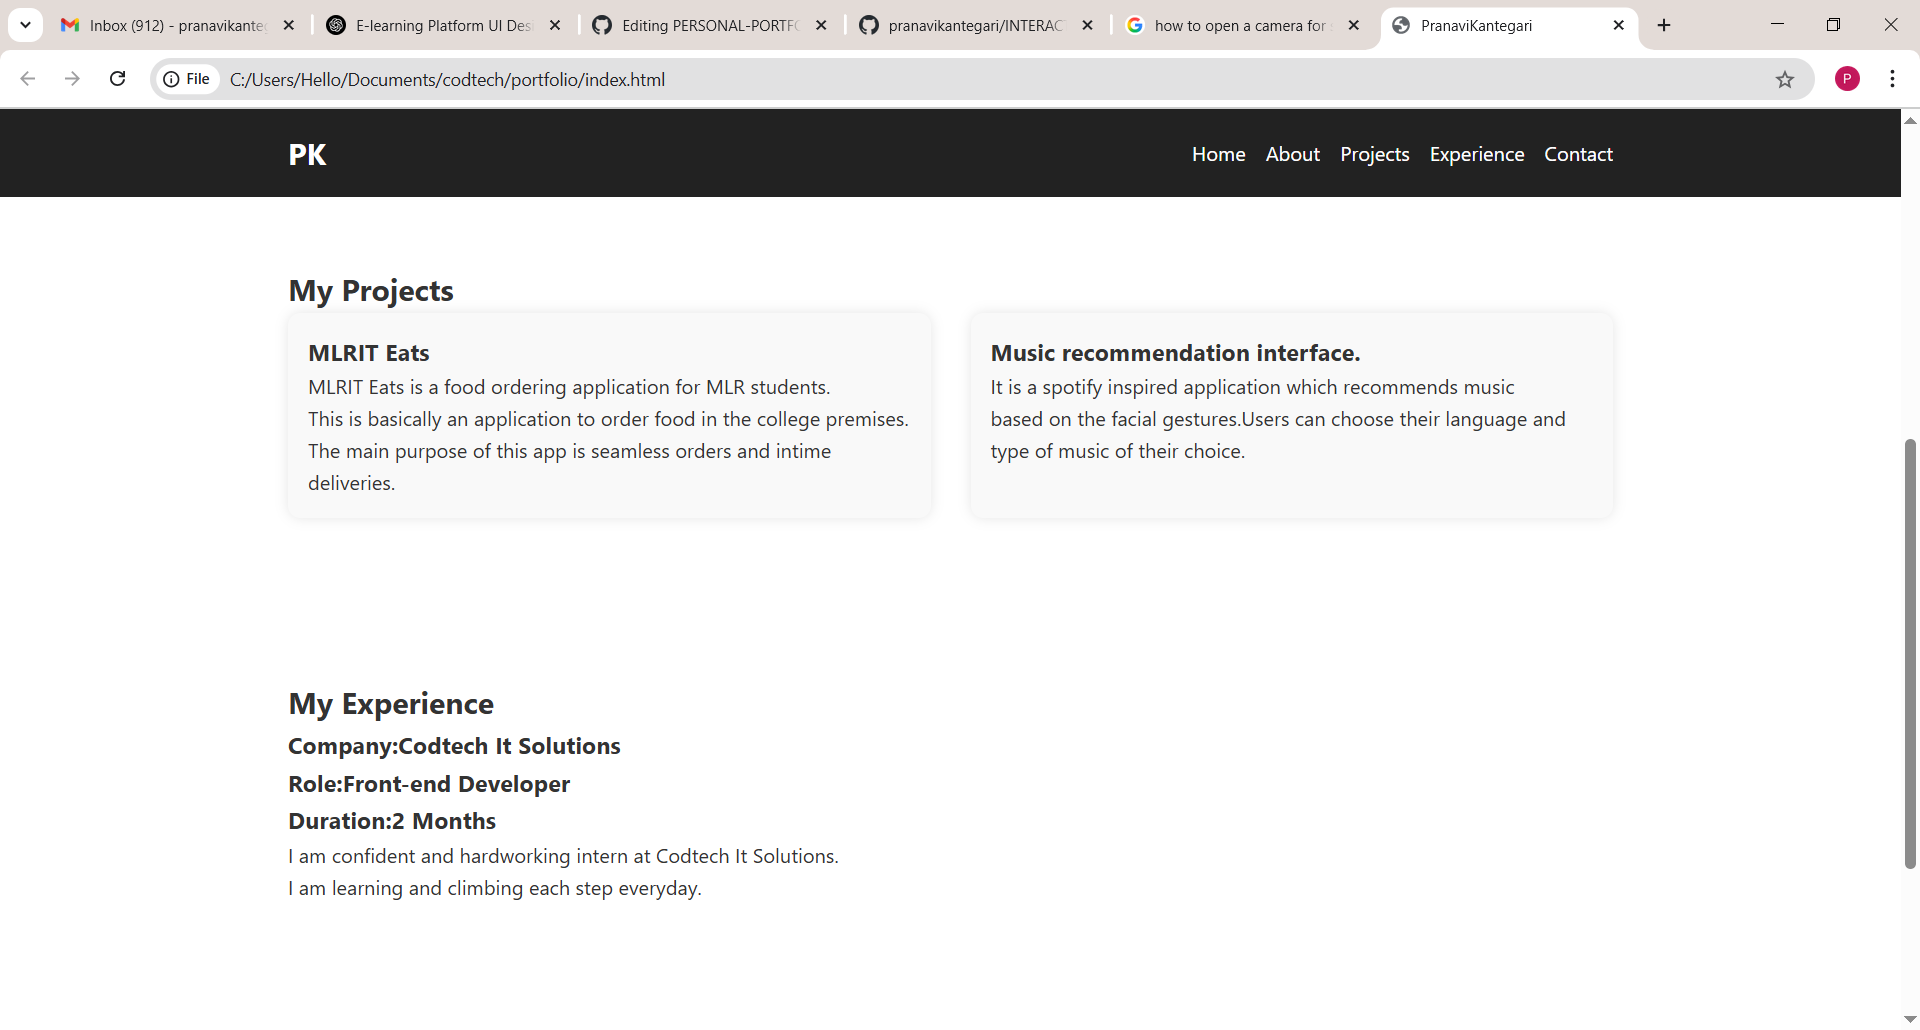 Inbox (912) - pranavikante
E-learning Platform UI Des
Editing PERSONAL-PORTFO
pranavikantegari/INTERAC
how to open a camera for
PranaviKantegari
File
C:/Users/Hello/Documents/codtech/portfolio/index.html
P
PK
Home About Projects Experience Contact
My Projects
MLRIT Eats
MLRIT Eats is a food ordering application for MLR students.
This is basically an application to order food in the college premises.
The main purpose of this app is seamless orders and intime
deliveries.
Music recommendation interface.
It is a spotify inspired application which recommends music
based on the facial gestures.Users can choose their language and
type of music of their choice.
My Experience
Company:Codtech It Solutions
Role:Front-end Developer
Duration:2 Months
I am confident and hardworking intern at Codtech It Solutions.
I am learning and climbing each step everyday.